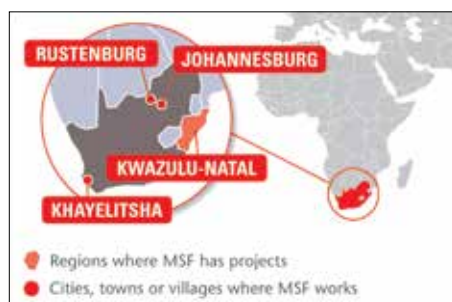 RUSTENBURG
JOHANNESBURG
KWAZULU-NATAL
KHAYELITSHA
Regions where MSF has projects
Cities, towns or villages where MSF works